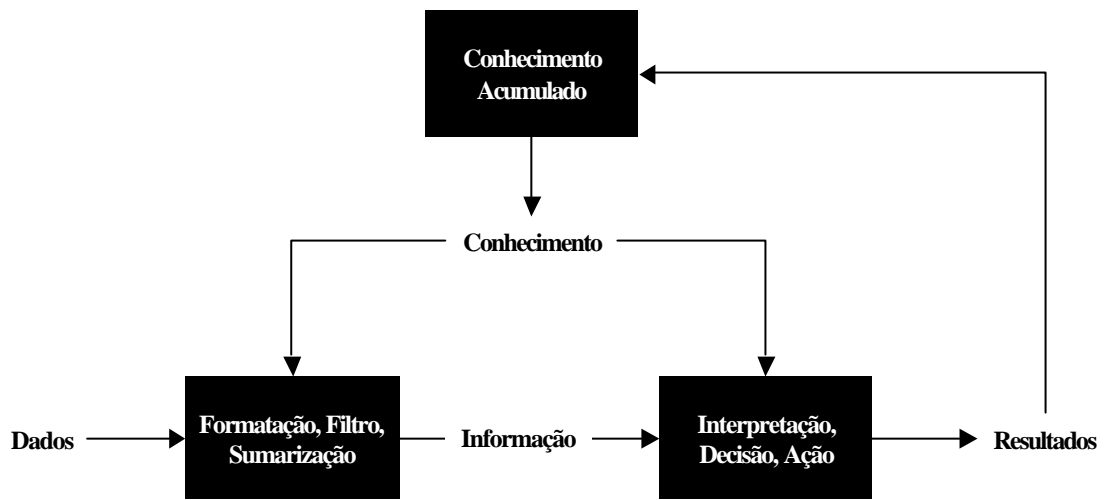 Conhecimento
Acumulado
Conhecimento
Dados
Formatação, Filtro,
Sumarização
Informação
Interpretação,
Decisão, Ação
Resultados